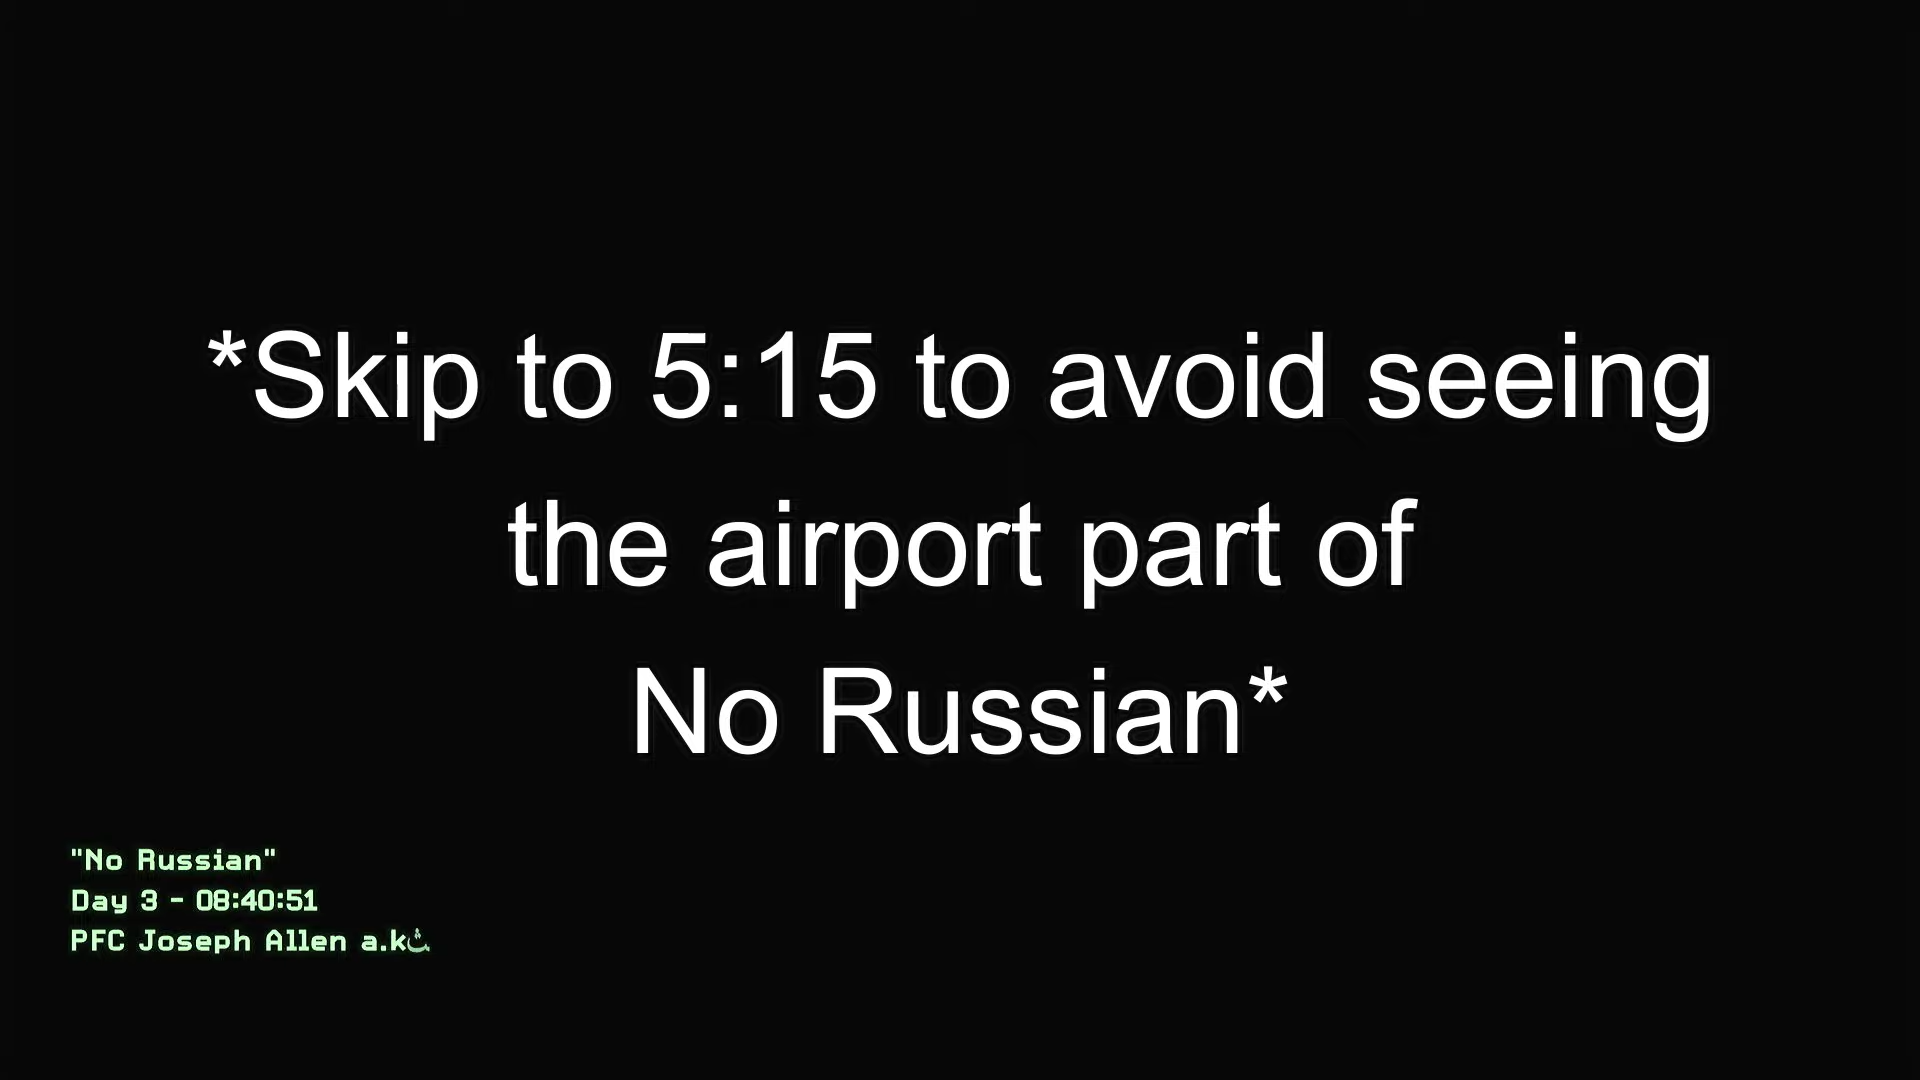 *Skip to 5:15 to avoid seeing
the airport part of
No Russian*
"No Russian"
Day 3 - 08:40:51
PFC Joseph Allen a.k